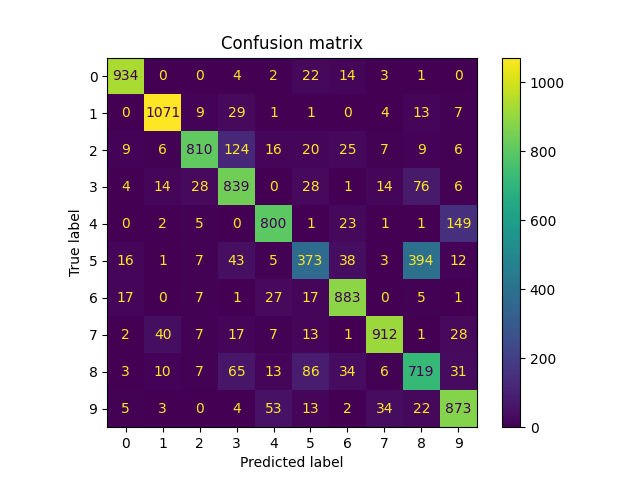 Confusion matrix
0 934 0 0 4 2 22 14 3 1 0
1 0 1071 9 29 1 1 0 4 13 7
2 9 6 810 124 16 20 25 7 9 6
3 4 14 28 839 0 28 1 14 76 6
4 0 2 5 0 800 1 23 1 1 149
5 16 1 7 43 5 373 38 3 394 12
6 17 0 7 1 27 17 883 0 5 1
7 2 40 7 17 7 13 1 912 1 28
8 3 10 7 65 13 86 34 6 719 31
9 5 3 0 4 53 13 2 34 22 873
0 1 2 3 4 5 6 7 8 9
Predicted label
True label
1000
800
600
400
200
0